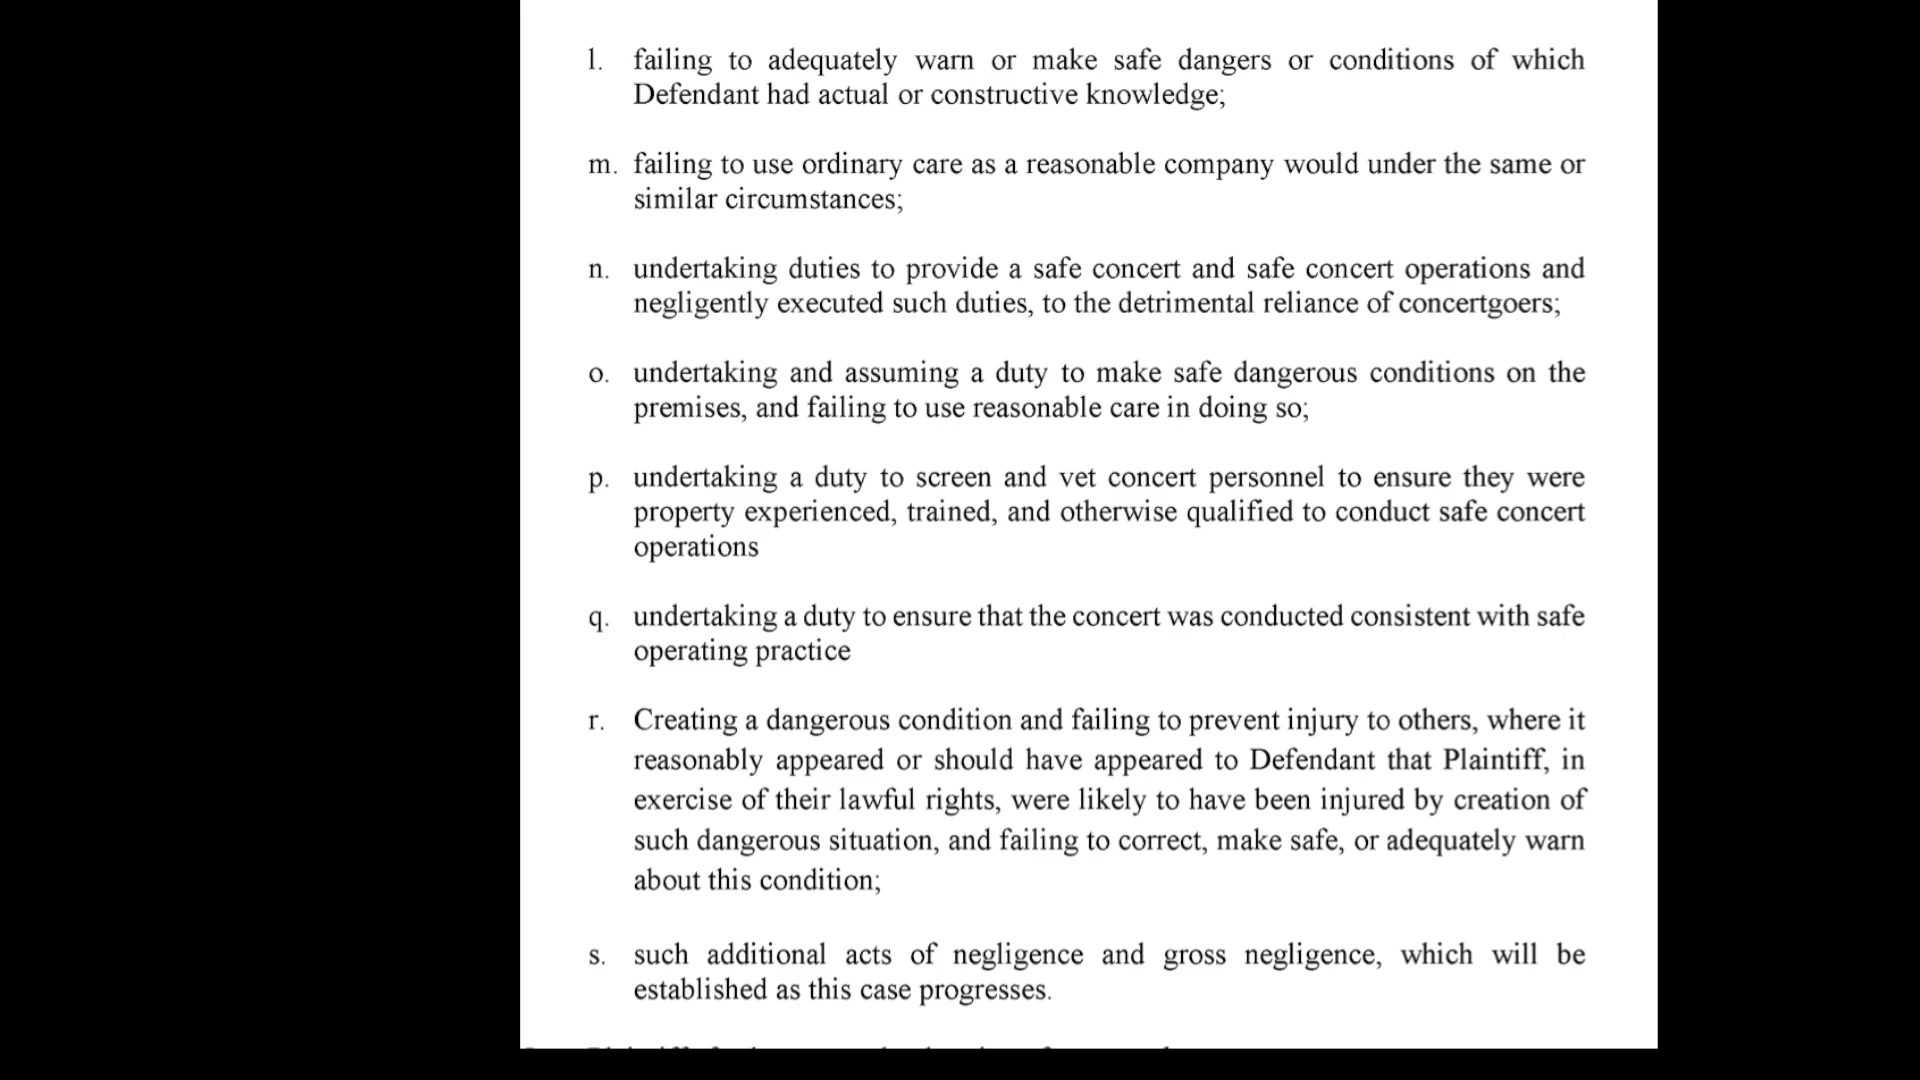 l. failing to adequately warn or make safe dangers or conditions of which
Defendant had actual or constructive knowledge;
m. failing to use ordinary care as a reasonable company would under the same or
similar circumstances;
n. undertaking duties to provide a safe concert and safe concert operations and
negligently executed such duties, to the detrimental reliance of concertgoers;
o. undertaking and assuming a duty to make safe dangerous conditions on the
premises, and failing to use reasonable care in doing so;
p. undertaking a duty to screen and vet concert personnel to ensure they were
property experienced, trained, and otherwise qualified to conduct safe concert
operations
q. undertaking a duty to ensure that the concert was conducted consistent with safe
operating practice
r. Creating a dangerous condition and failing to prevent injury to others, where it
reasonably appeared or should have appeared to Defendant that Plaintiff, in
exercise of their lawful rights, were likely to have been injured by creation of
such dangerous situation, and failing to correct, make safe, or adequately warn
about this condition;
s. such additional acts of negligence and gross negligence, which will be
established as this case progresses.